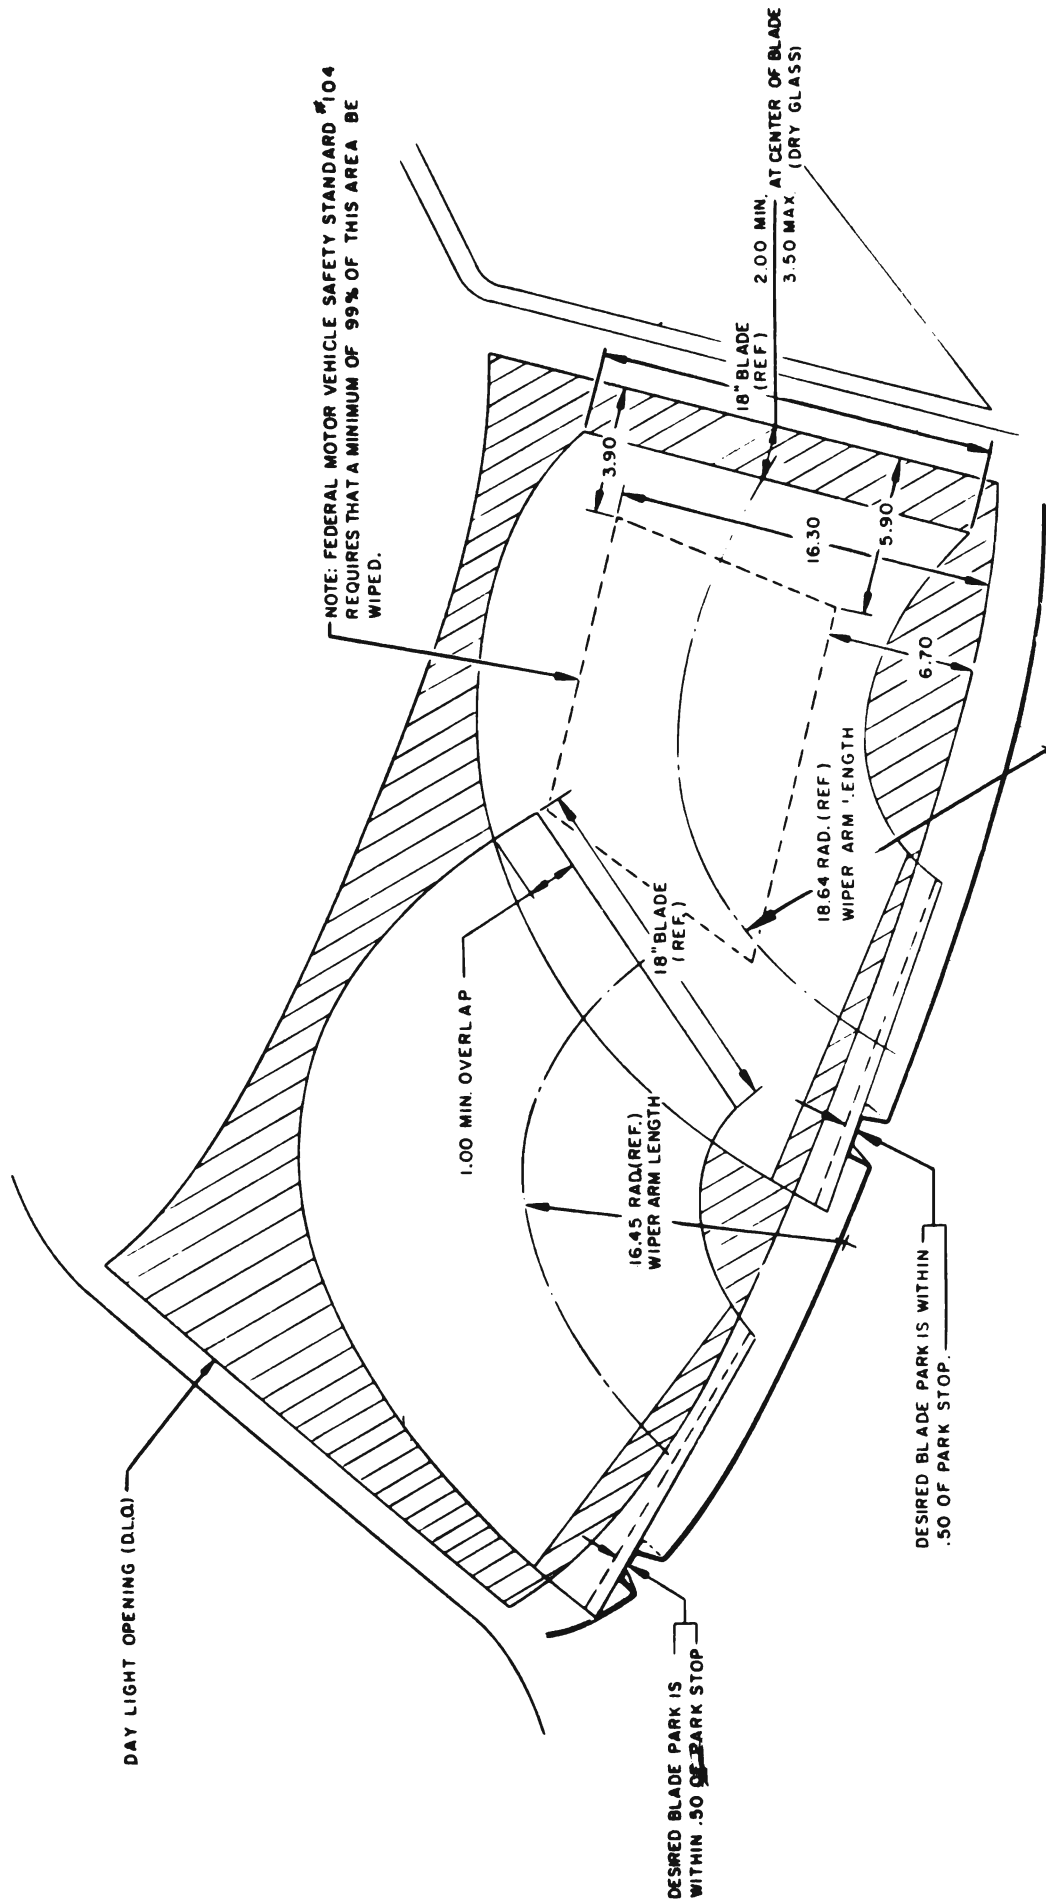 NOTE: FEDERAL MOTOR VEHICLE SAFETY STANDARD #104
REQUIRES THAT A MINIMUM OF 99% OF THIS AREA BE
WIPED.
DAY LIGHT OPENING (D.L.O.)
1.00 MIN. OVERLAP
18" BLADE
(REF.)
16.45 RAD.(REF.)
WIPER ARM LENGTH
18.64 RAD.(REF)
WIPER ARM LENGTH
3.90
18" BLADE
(REF)
2.00 MIN.
3.50 MAX.
AT CENTER OF BLADE
(DRY GLASS)
16.30
5.90
6.70
DESIRED BLADE PARK IS
WITHIN .50 OF PARK STOP
DESIRED BLADE PARK IS WITHIN
.50 OF PARK STOP.